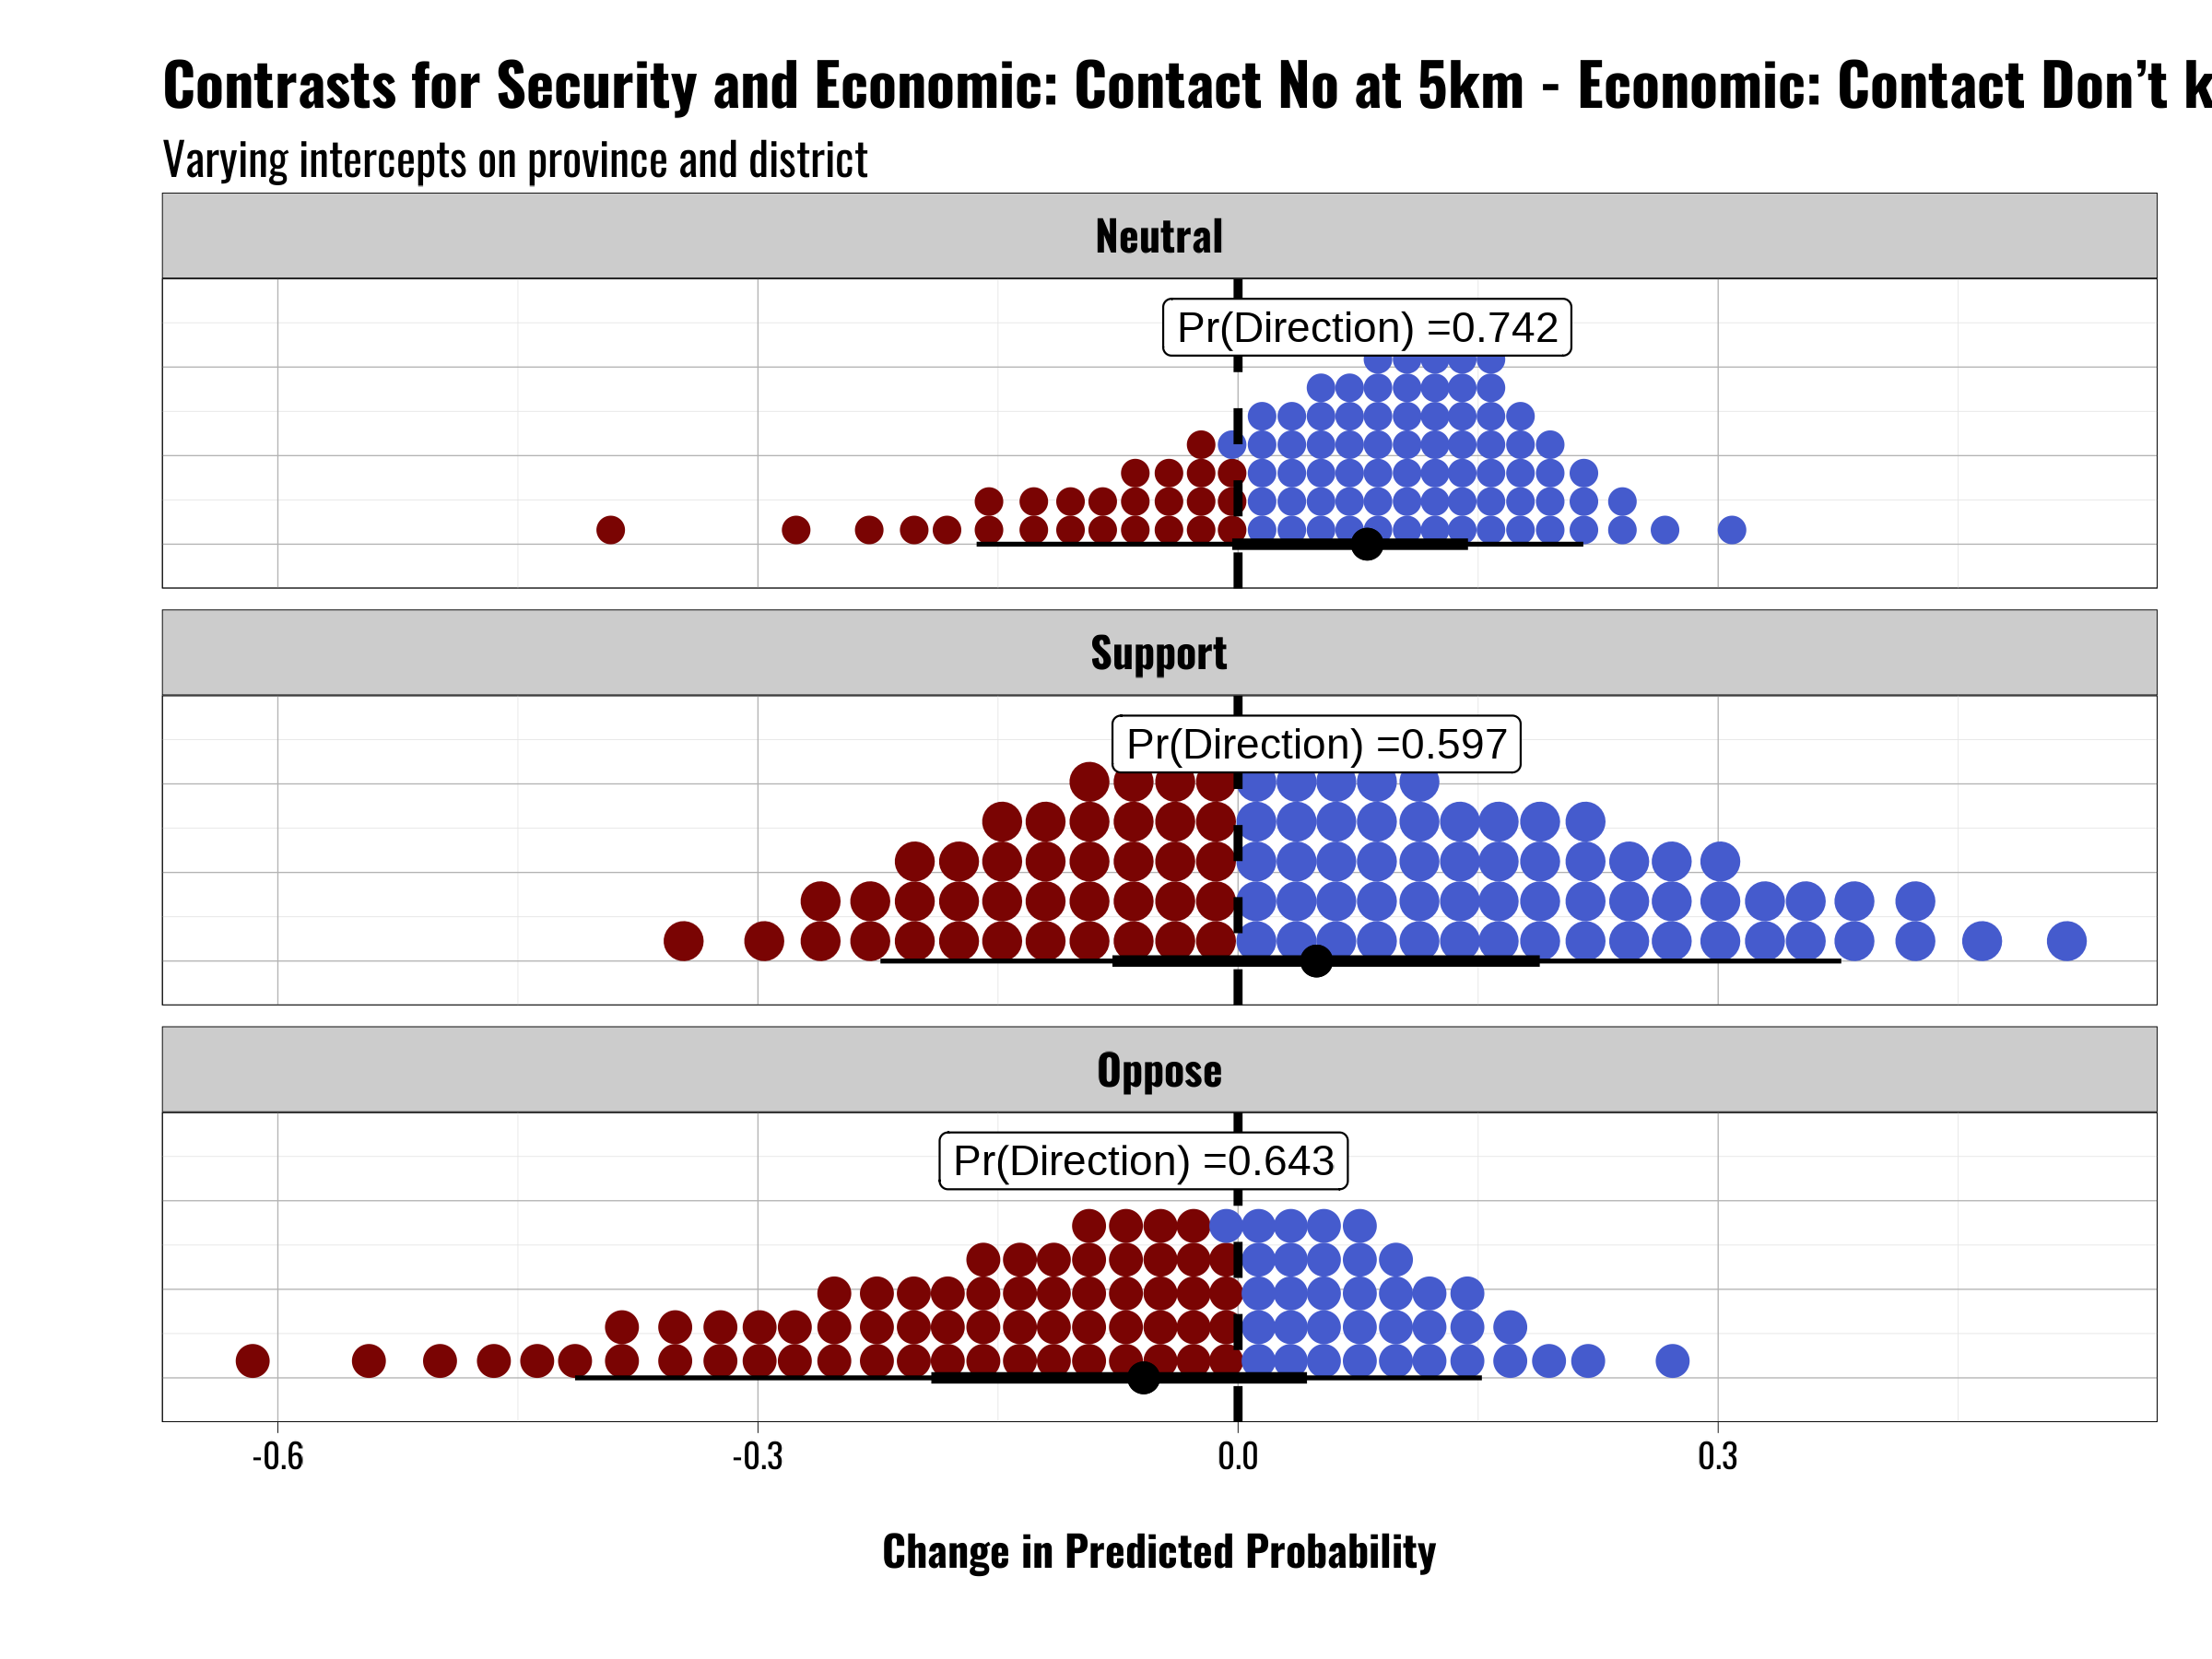 Contrasts for Security and Economic: Contact No at 5km - Economic: Contact Don’t k
Varying intercepts on province and district
Neutral
Pr(Direction) =0.742
Support
Pr(Direction) =0.597
Oppose
Pr(Direction) =0.643
-0.6 -0.3 0.0 0.3
Change in Predicted Probability